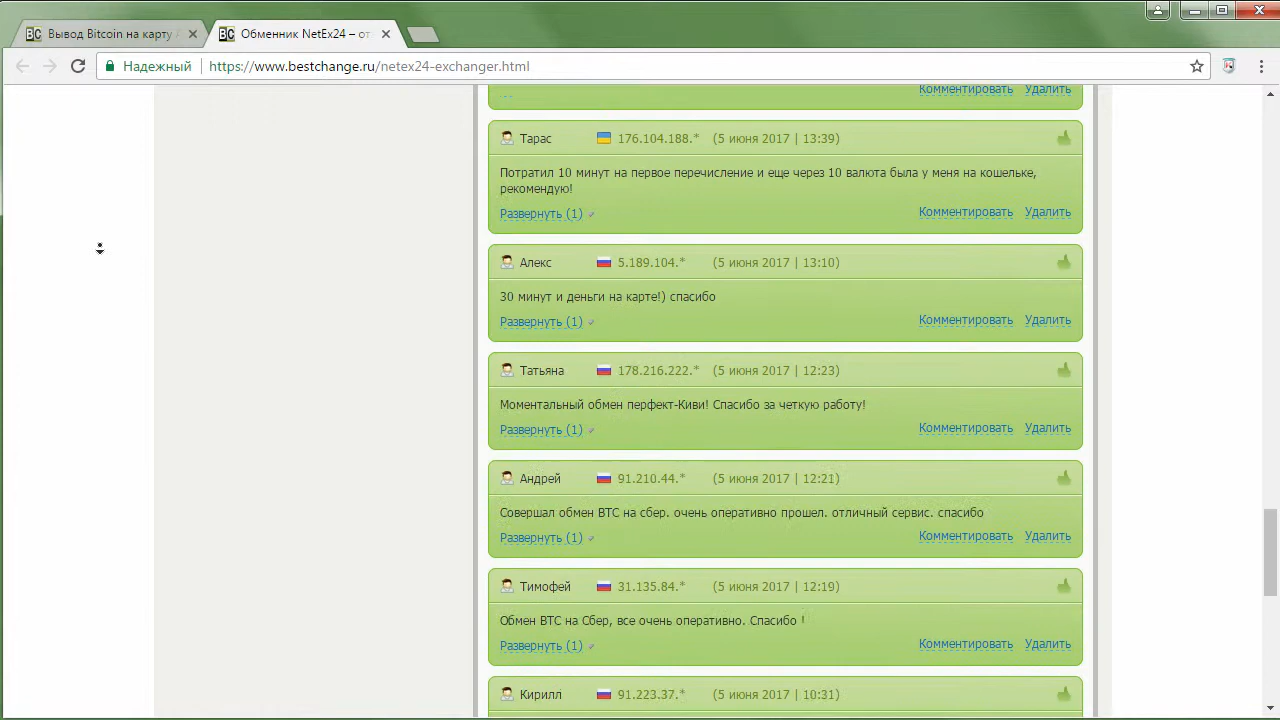 Вывод Bitcoin на карту
Обменник NetEx24 – от
Надежный
https://www.bestchange.ru/netex24-exchanger.html
Комментировать Удалить
Тарас 176.104.188.* (5 июня 2017 | 13:39)
Потратил 10 минут на первое перечисление и еще через 10 валюта была у меня на кошельке,
рекомендую!
Развернуть (1) Комментировать Удалить
Алекс 5.189.104.* (5 июня 2017 | 13:10)
30 минут и деньги на карте!) спасибо
Развернуть (1) Комментировать Удалить
Татьяна 178.216.222.* (5 июня 2017 | 12:23)
Моментальный обмен перфект-Киви! Спасибо за четкую работу!
Развернуть (1) Комментировать Удалить
Андрей 91.210.44.* (5 июня 2017 | 12:21)
Совершал обмен BTC на сбер. очень оперативно прошел. отличный сервис. спасибо
Развернуть (1) Комментировать Удалить
Тимофей 31.135.84.* (5 июня 2017 | 12:19)
Обмен BTC на Сбер, все очень оперативно. Спасибо !
Развернуть (1) Комментировать Удалить
Кирилл 91.223.37.* (5 июня 2017 | 10:31)